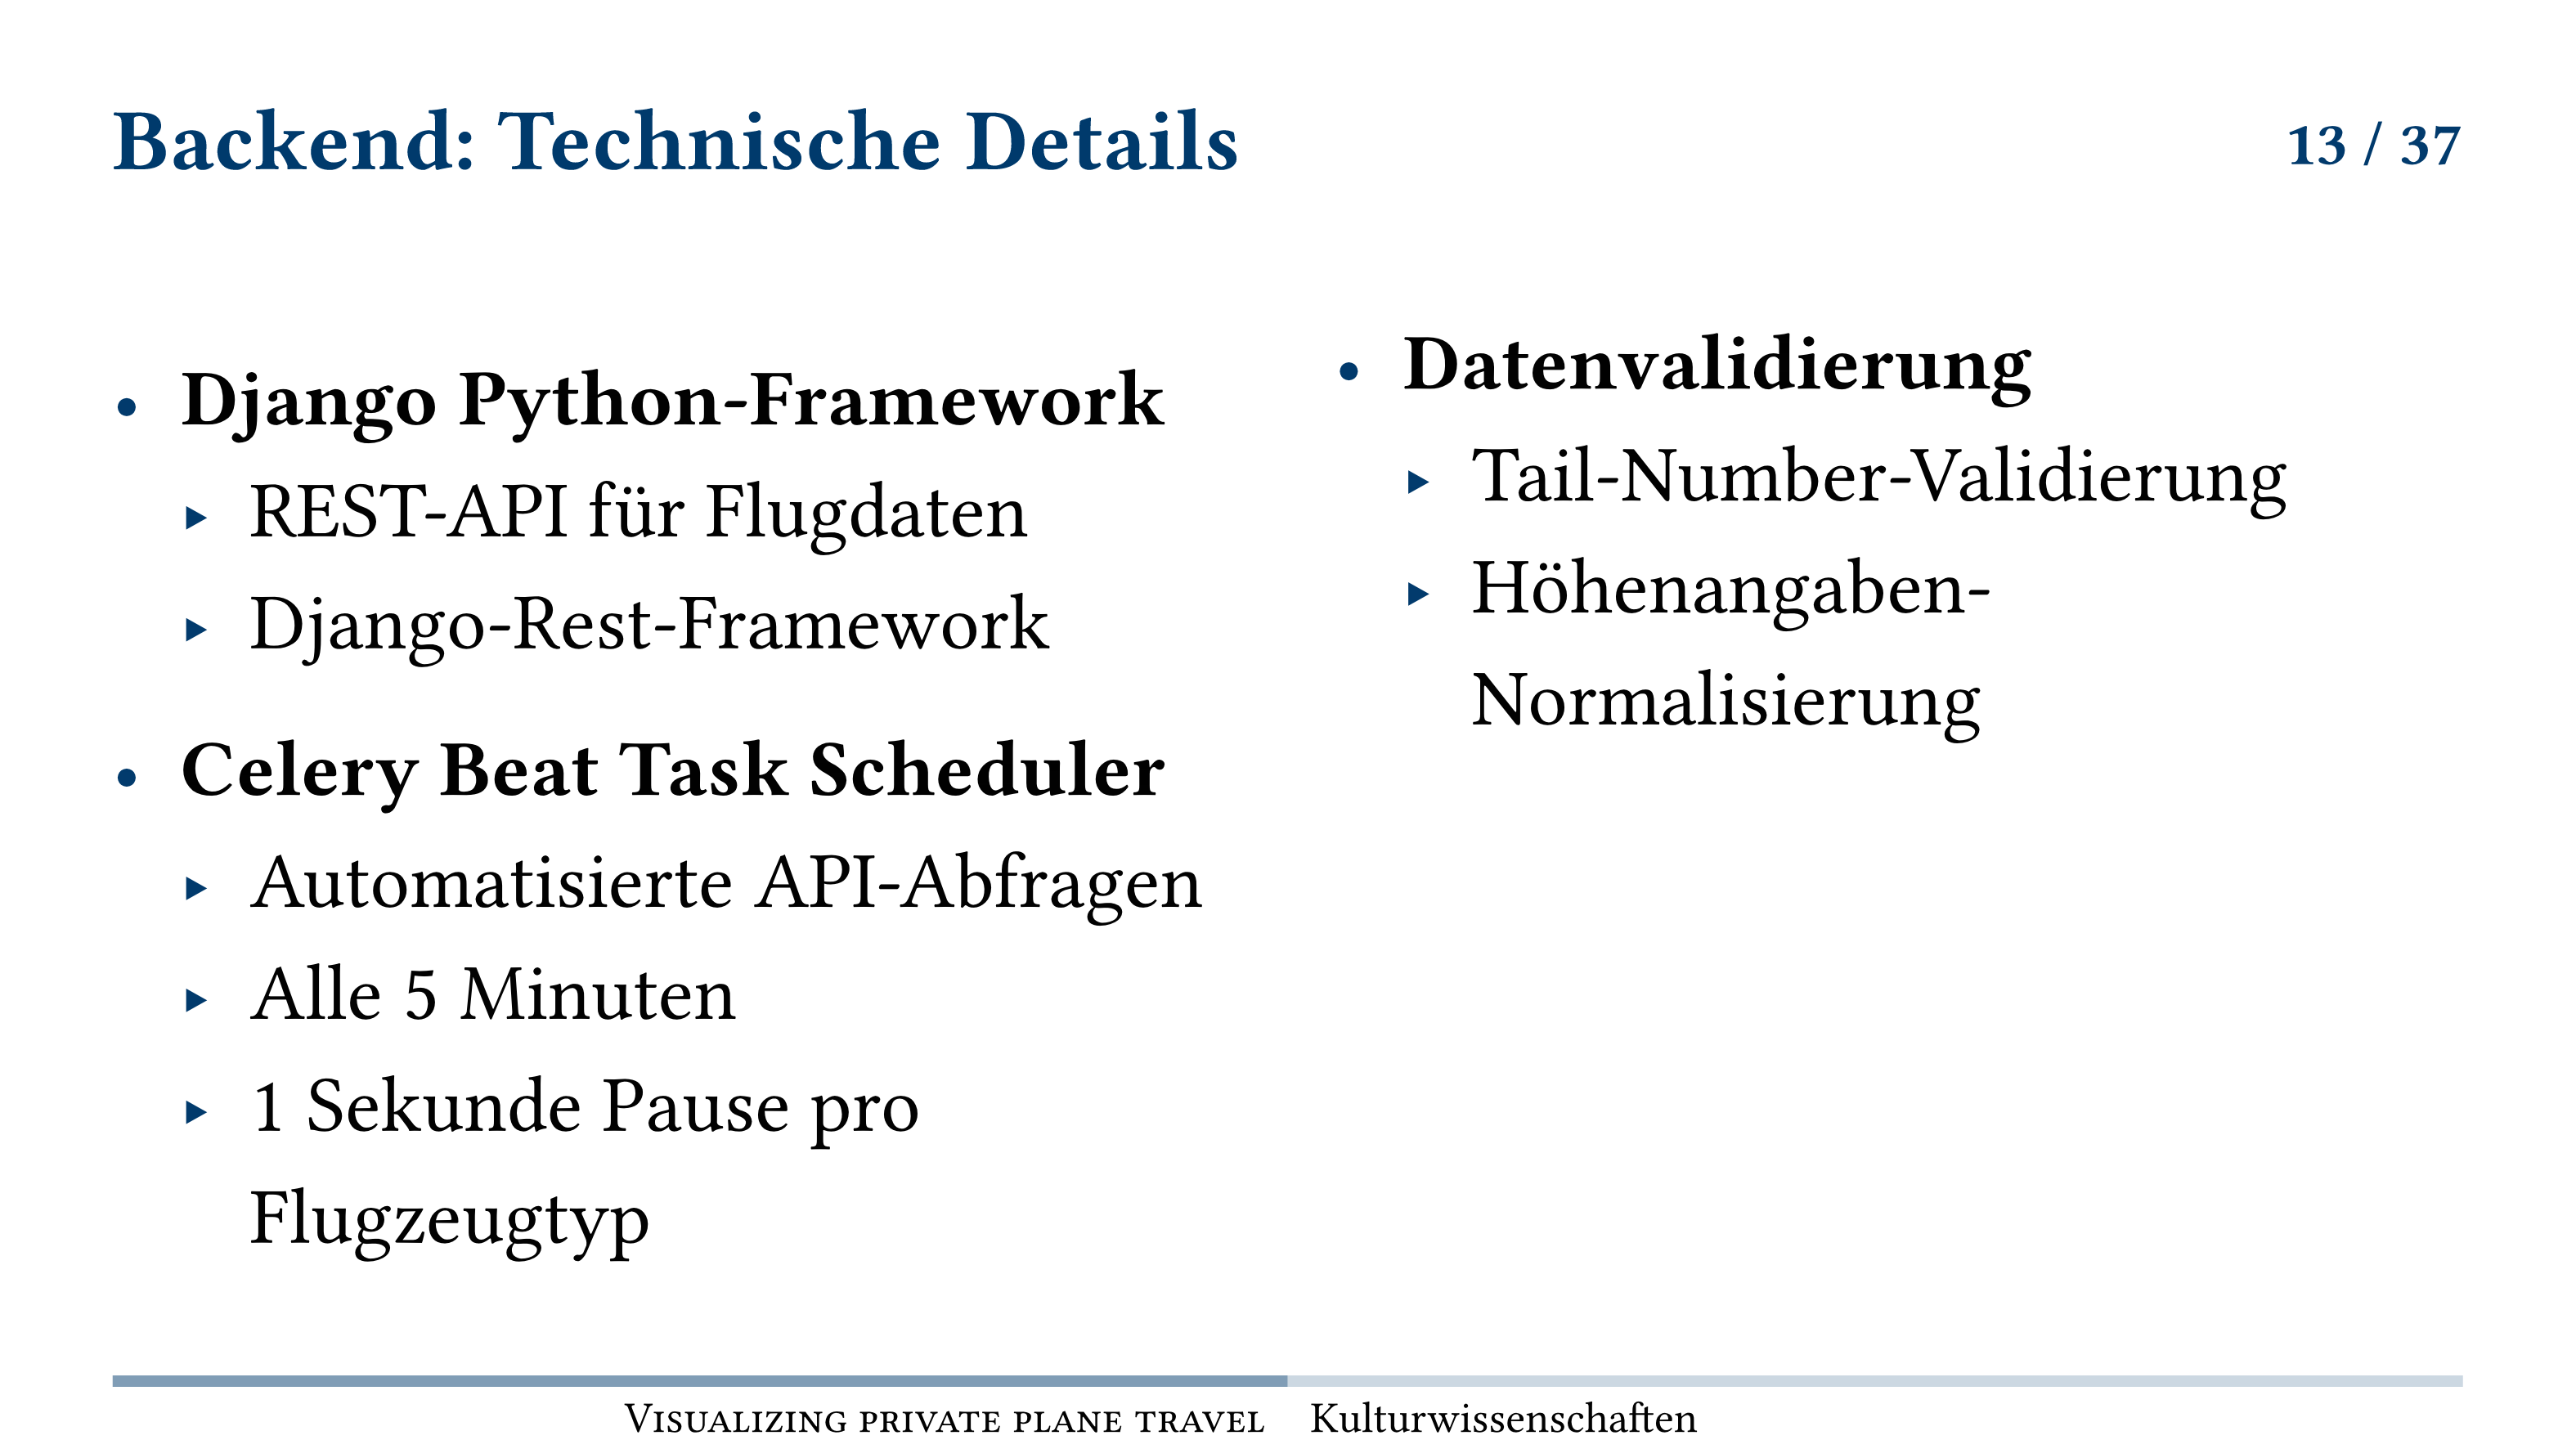 Backend: Technische Details
13 / 37
• Django Python-Framework
‣ REST-API für Flugdaten
‣ Django-Rest-Framework
• Celery Beat Task Scheduler
‣ Automatisierte API-Abfragen
‣ Alle 5 Minuten
‣ 1 Sekunde Pause pro
Flugzeugtyp
• Datenvalidierung
‣ Tail-Number-Validierung
‣ Höhenangaben-
Normalisierung
Visualizing private plane travel
Kulturwissenschaften